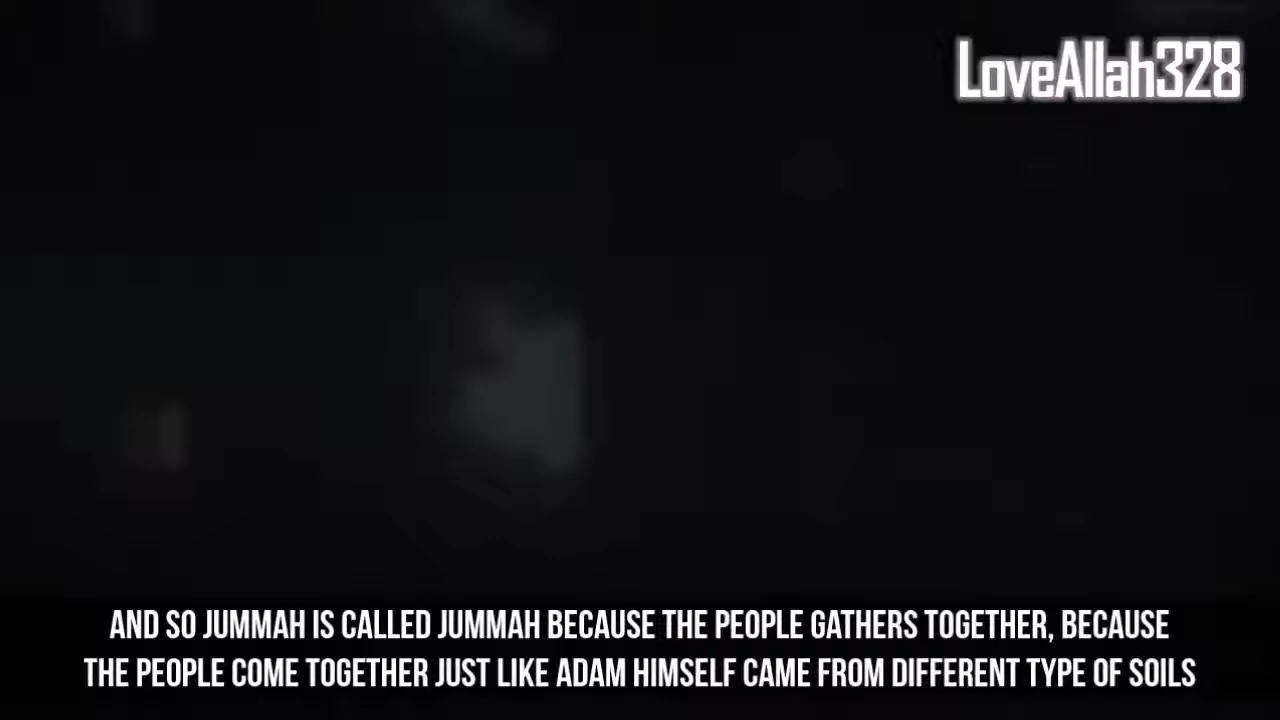 LoveAllah328
AND SO JUMMAH IS CALLED JUMMAH BECAUSE THE PEOPLE GATHERS TOGETHER, BECAUSE
THE PEOPLE COME TOGETHER JUST LIKE ADAM HIMSELF CAME FROM DIFFERENT TYPE OF SOILS